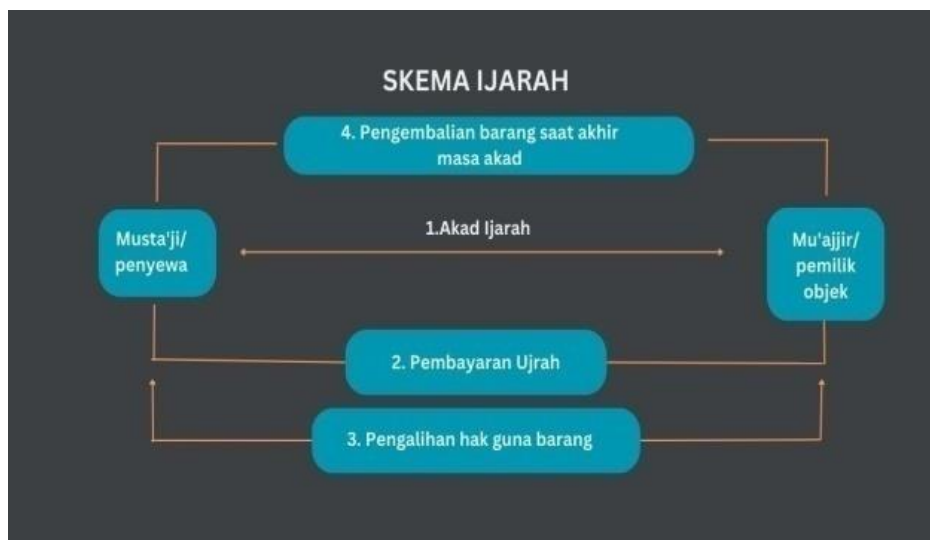 SKEMA IJARAH
4. Pengembalian barang saat akhir
masa akad
Musta'ji/
penyewa
1.Akad Ijarah
Mu'ajjir/
pemilik
objek
2. Pembayaran Ujrah
3. Pengalihan hak guna barang